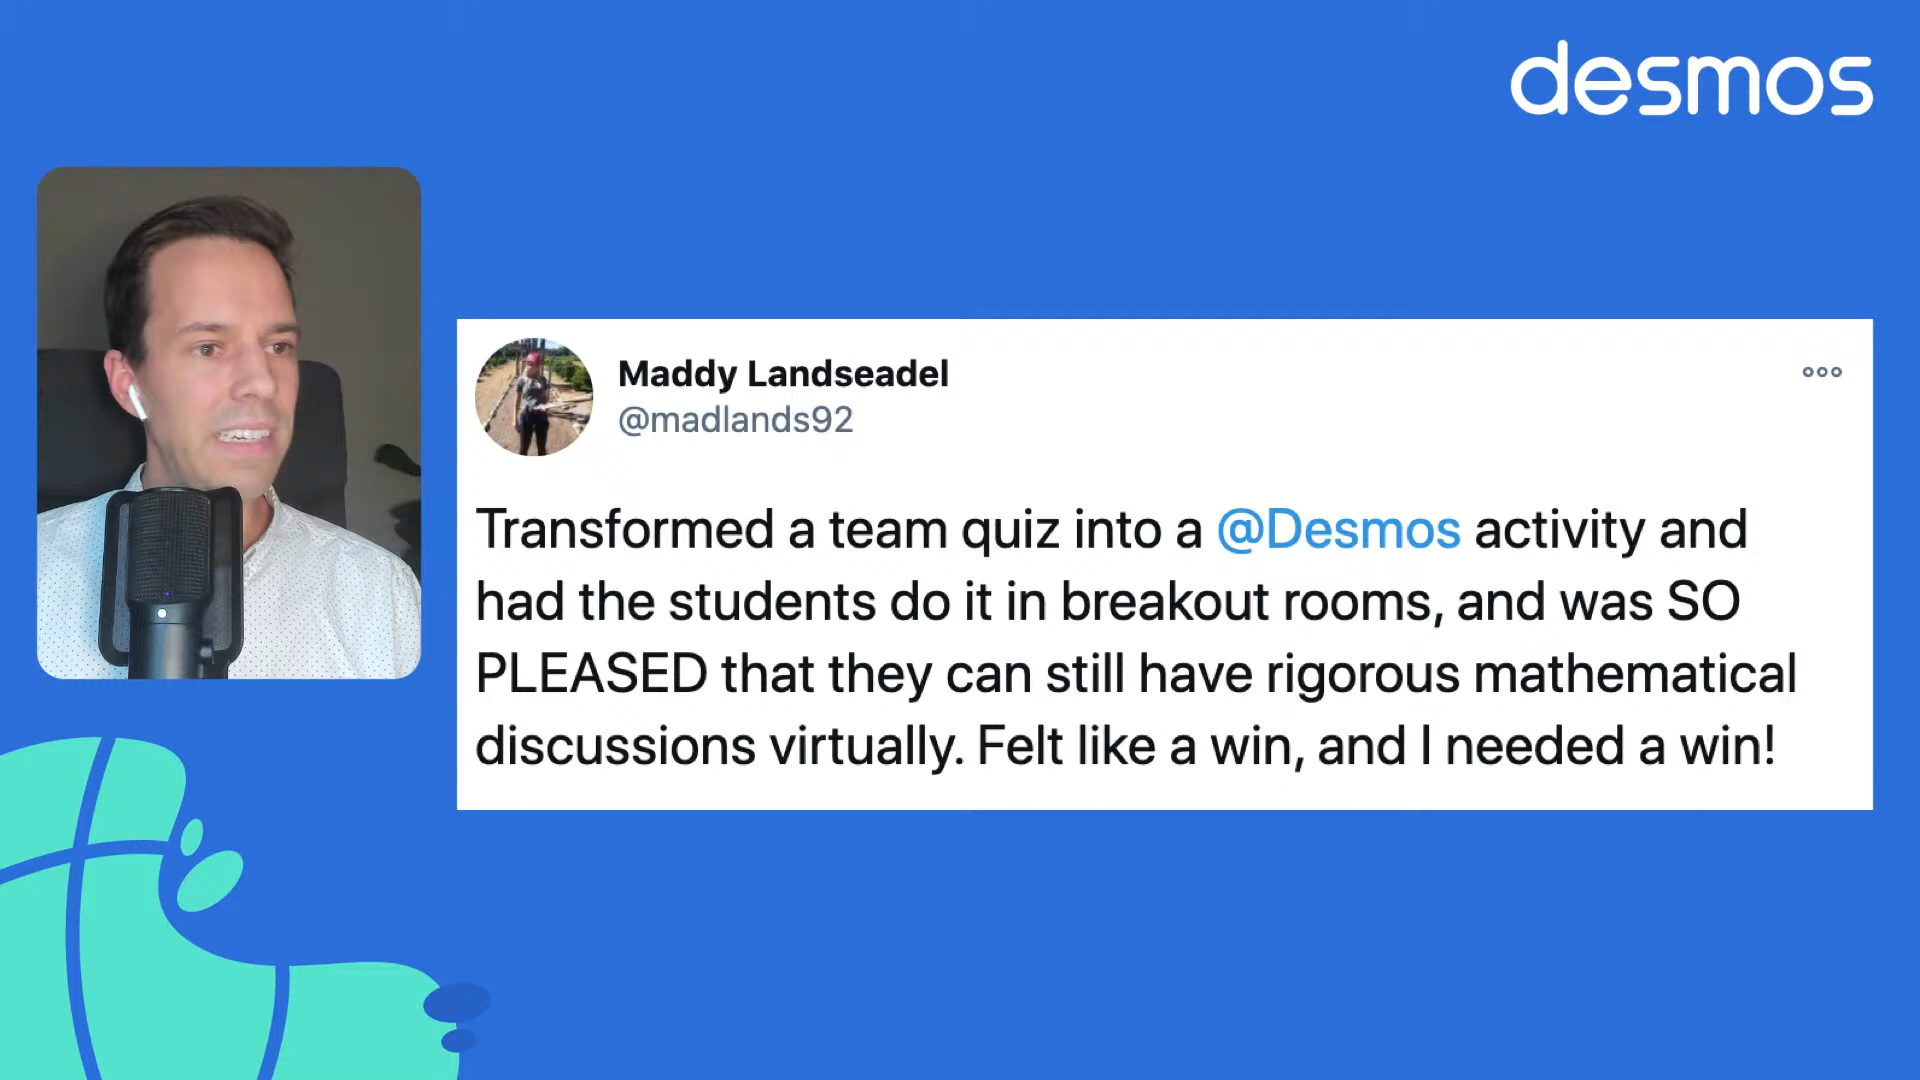 desmos
Maddy Landseadel
@madlands92
Transformed a team quiz into a @Desmos activity and
had the students do it in breakout rooms, and was SO
PLEASED that they can still have rigorous mathematical
discussions virtually. Felt like a win, and I needed a win!